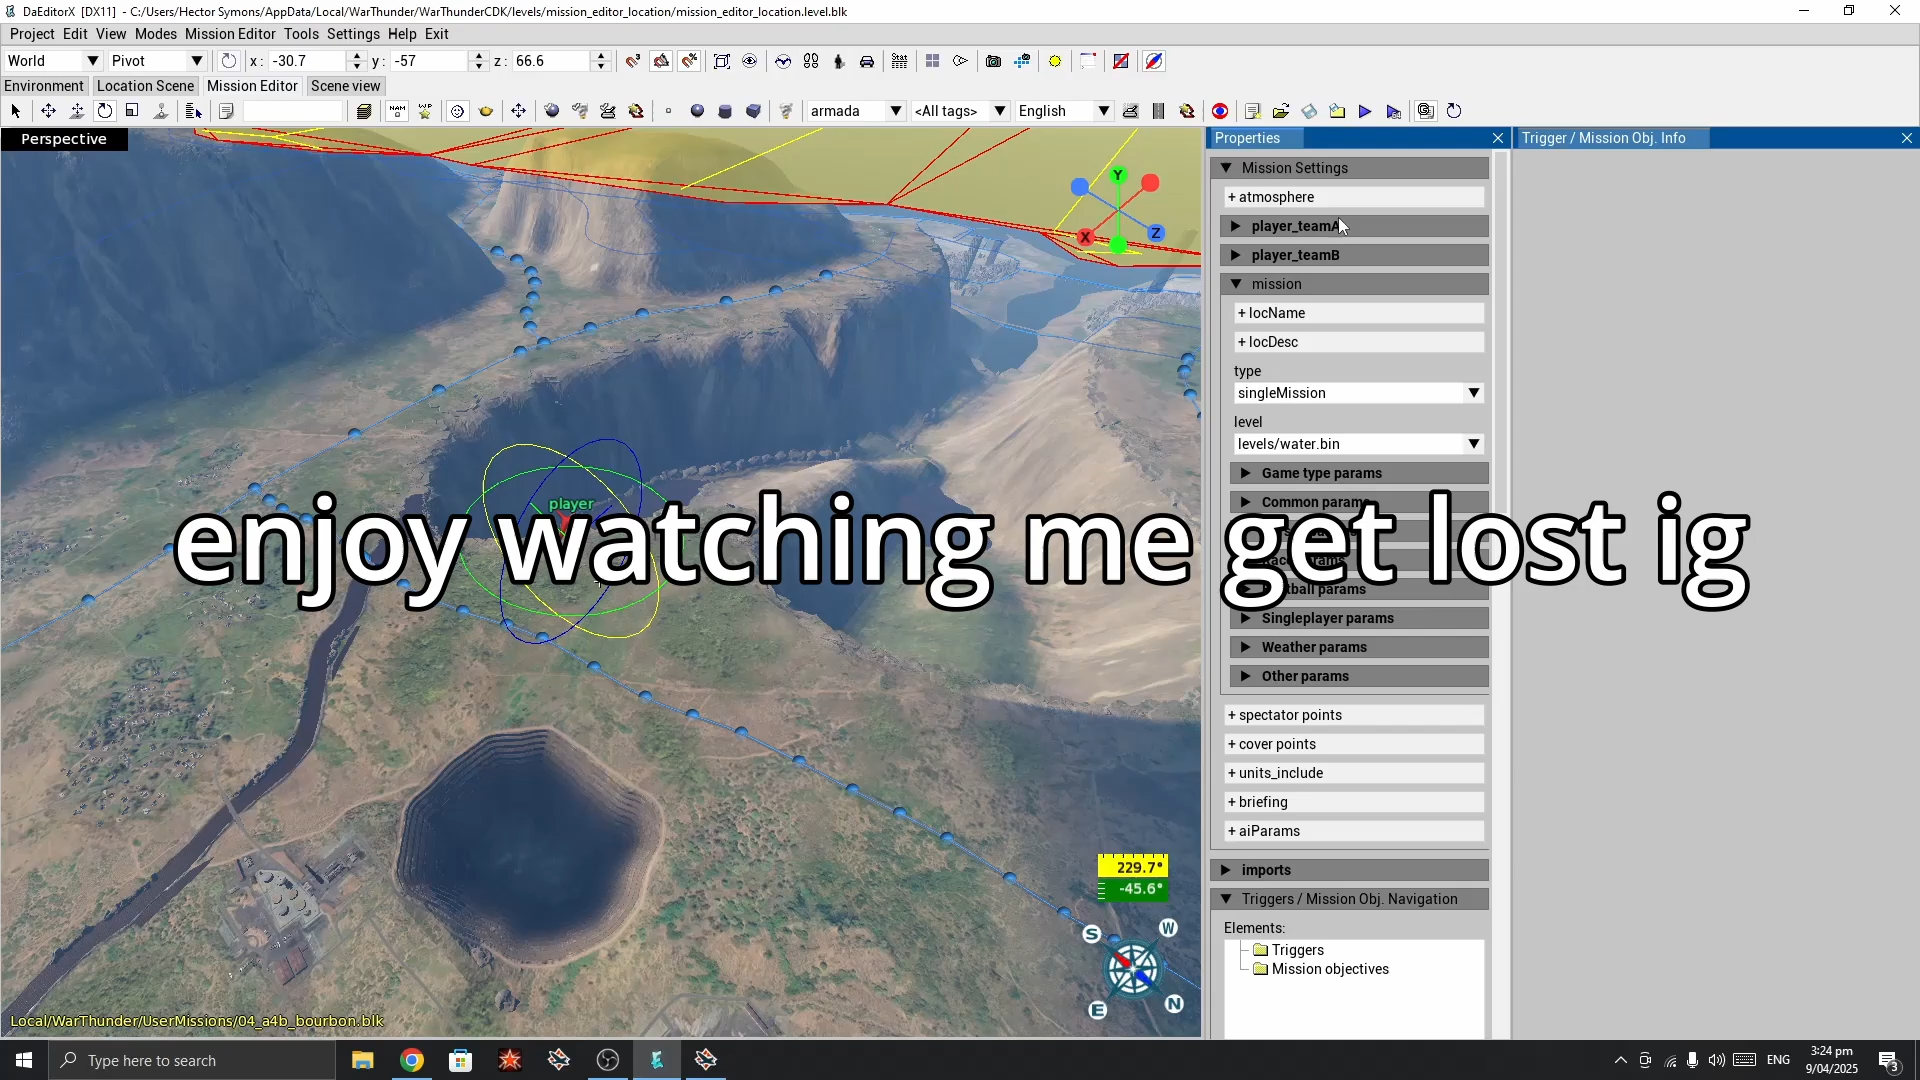 DaEditorX [DX11] - C:/Users/Hector Symons/AppData/Local/WarThunder/WarThunderCDK/levels/mission_editor_location/mission_editor_location.level.blk
Project Edit View Modes Mission Editor Tools Settings Help Exit
World Pivot x : -30.7 y : -57 z : 66.6
Environment Location Scene Mission Editor Scene view
armada <All tags> English
Perspective
Y
Z
X
player
229.7°
-45.6°
S W
E N
Local/WarThunder/UserMissions/04_a4b_bourbon.blk
Properties
Mission Settings
+ atmosphere
player_teamA
player_teamB
mission
+ locName
+ locDesc
type
singleMission
level
levels/water.bin
Game type params
Common params
Singleplayer params
Weather params
Other params
+ spectator points
+ cover points
+ units_include
+ briefing
+ aiParams
imports
Triggers / Mission Obj. Navigation
Elements:
Triggers
Mission objectives
Trigger / Mission Obj. Info
enjoy watching me get lost ig
Type here to search
ENG
3:24 pm
9/04/2025
3